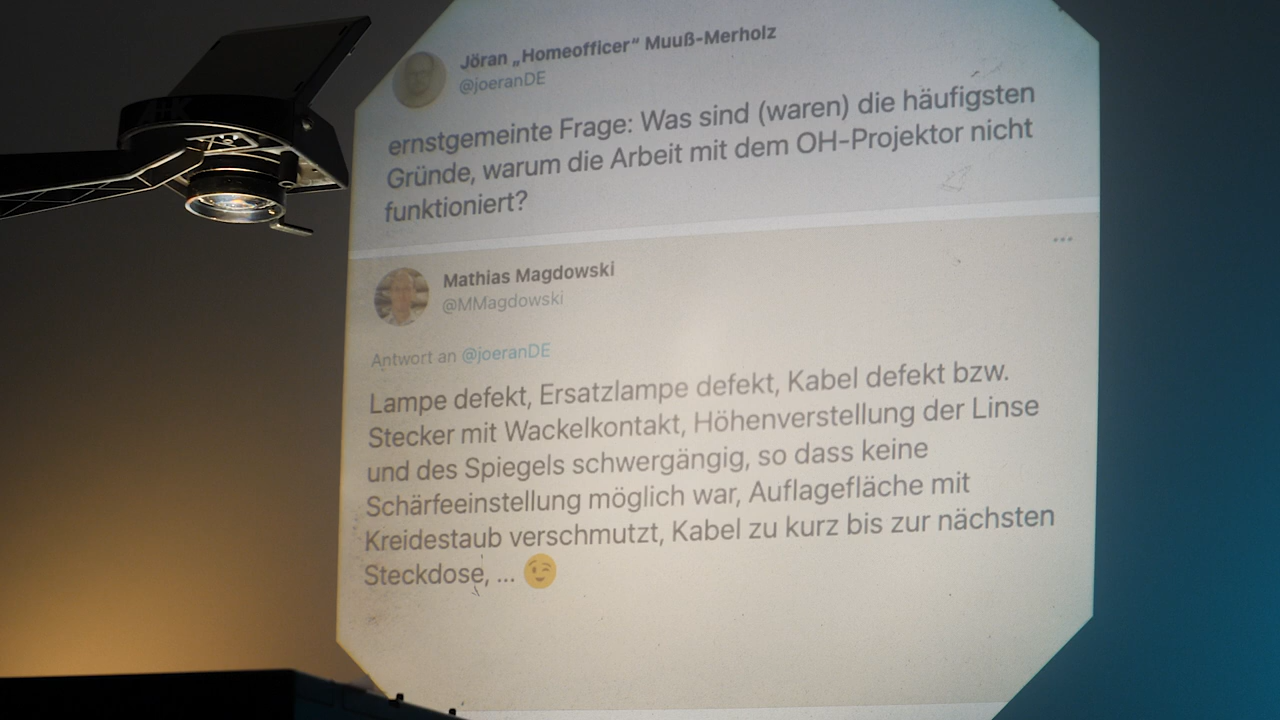 Jöran „Homeofficer“ Muuß-Merholz
@joeranDE
ernstgemeinte Frage: Was sind (waren) die häufigsten
Gründe, warum die Arbeit mit dem OH-Projektor nicht
funktioniert?
Mathias Magdowski
@MMagdowski
Antwort an @joeranDE
Lampe defekt, Ersatzlampe defekt, Kabel defekt bzw.
Stecker mit Wackelkontakt, Höhenverstellung der Linse
und des Spiegels schwergängig, so dass keine
Schärfeeinstellung möglich war, Auflagefläche mit
Kreidestaub verschmutzt, Kabel zu kurz bis zur nächsten
Steckdose, ... 😉